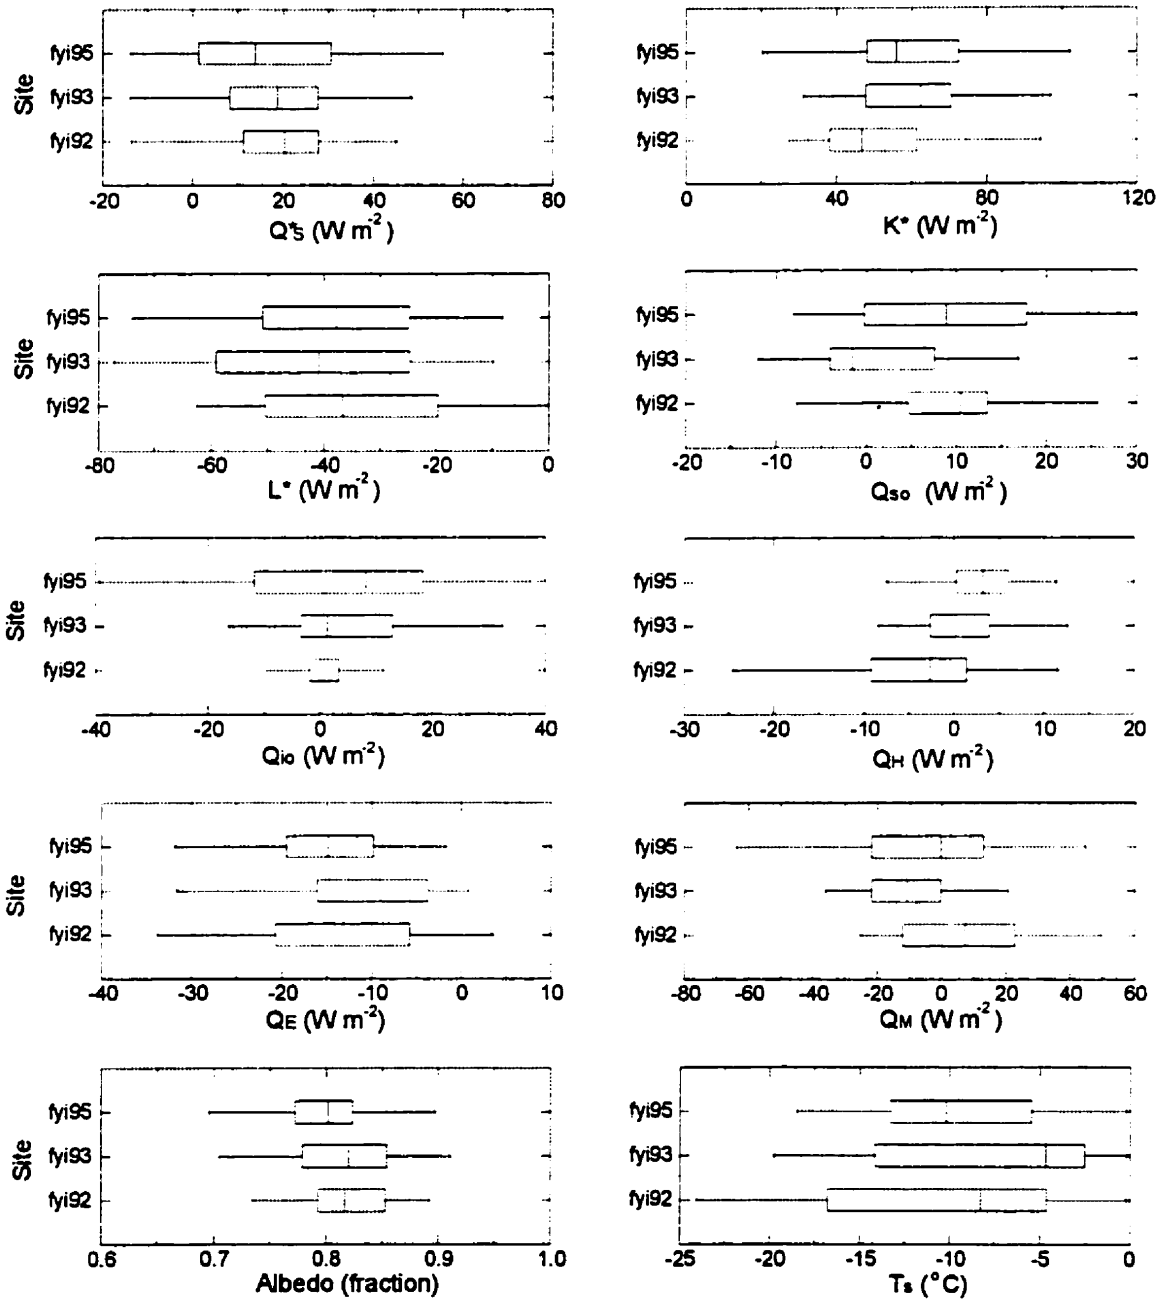 Site
fyi95
fyi93
fyi92
-20 0 20 40 60 80
Q*s (W m-2)
fyi95
fyi93
fyi92
0 40 80 120
K* (W m-2)
Site
fyi95
fyi93
fyi92
-80 -60 -40 -20 0
L* (W m-2)
fyi95
fyi93
fyi92
-20 -10 0 10 20 30
Qso (W m-2)
Site
fyi95
fyi93
fyi92
-40 -20 0 20 40
Qio (W m-2)
fyi95
fyi93
fyi92
-30 -20 -10 0 10 20
QH (W m-2)
Site
fyi95
fyi93
fyi92
-40 -30 -20 -10 0 10
QE (W m-2)
fyi95
fyi93
fyi92
-80 -60 -40 -20 0 20 40 60
QM (W m-2)
Site
fyi95
fyi93
fyi92
0.6 0.7 0.8 0.9 1.0
Albedo (fraction)
fyi95
fyi93
fyi92
-25 -20 -15 -10 -5 0
Ts (°C)